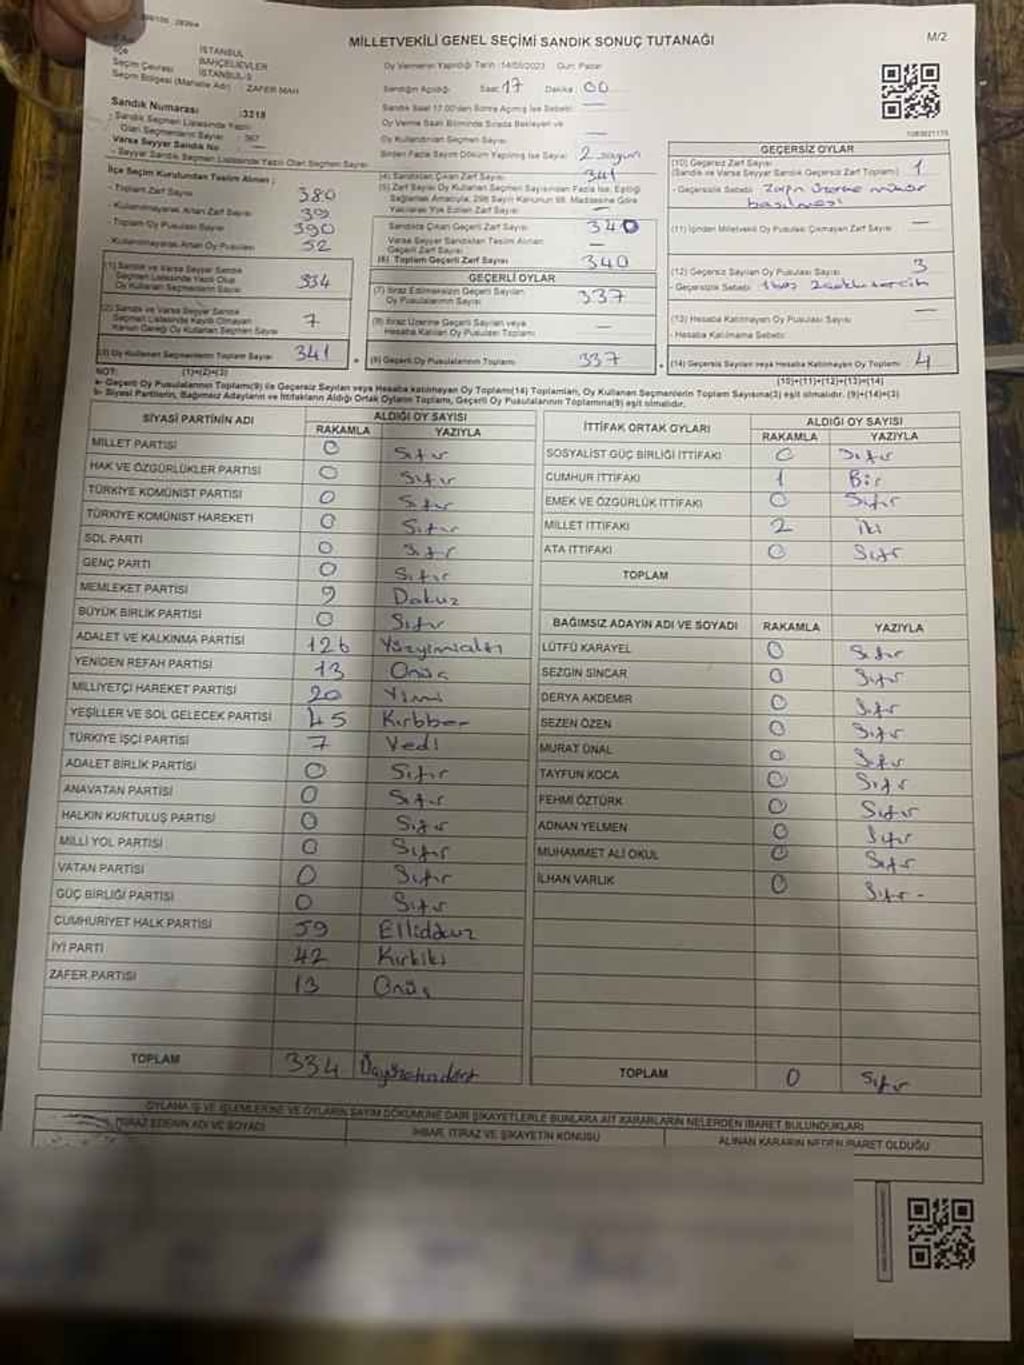 MİLLETVEKİLİ GENEL SEÇİMİ SANDIK SONUÇ TUTANAĞI
M/2
İlçe İSTANBUL
BAHÇELİEVLER
Seçim Çevresi İSTANBUL-3
Seçim Bölgesi (Mahalle Adı) : ZAFER MAH
Oy Vermenin Yapıldığı Tarih :14/05/2023 Gün: Pazar
Sandığın Açıldığı Saat: 17 Dakika: 00
Sandık Saat 17.00'den Sonra Açılmış İse Sebebi: —
Sandık Numarası :3218
- Sandık Seçmen Listesinde Yazılı
Olan Seçmenlerin Sayısı
Varsa Seyyar Sandık No : —
- Seyyar Sandık Seçmen Listesinde Yazılı Olan Seçmen Sayısı
Oy Verme Saati Bitiminde Sırada Bekleyen ve
Oy Kullandırılan Seçmen Sayısı —
Birden Fazla Sayım Döküm Yapılmış İse Sayısı 2 sayım
İlçe Seçim Kurulundan Teslim Alınan ;
- Toplam Zarf Sayısı 380
- Kullanılmayarak Artan Zarf Sayısı 39
- Toplam Oy Pusulası Sayısı 390
- Kullanılmayarak Artan Oy Pusulası 52
(1) Sandık ve Varsa Seyyar Sandık
Seçmen Listesinde Yazılı Olup
Oy Kullanan Seçmenlerin Sayısı 334
(2) Sandık ve Varsa Seyyar Sandık
Seçmen Listesinde Kayıtlı Olmayan
Kanun Gereği Oy Kullanan Seçmen Sayısı 7
(3) Oy Kullanan Seçmenlerin Toplam Sayısı 341
(1)+(2)=(3)
(4) Sandıktan Çıkan Zarf Sayısı 341
(5) Zarf Sayısı Oy Kullanan Seçmen Sayısından Fazla İse, Eşitliği
Sağlamak Amacıyla, 298 Sayılı Kanunun 98. Maddesine Göre
Yakılarak Yok Edilen Zarf Sayısı —
Sandıkta Çıkan Geçerli Zarf Sayısı 340
Varsa Seyyar Sandıktan Teslim Alınan
Geçerli Zarf Sayısı —
(6) Toplam Geçerli Zarf Sayısı 340
GEÇERLİ OYLAR
(7) İtiraz Edilmeksizin Geçerli Sayılan
Oy Pusulalarının Sayısı 337
(8) İtiraz Üzerine Geçerli Sayılan veya
Hesaba Katılan Oy Pusulası Toplamı —
(9) Geçerli Oy Pusulalarının Toplamı 337
GEÇERSİZ OYLAR
(10) Geçersiz Zarf Sayısı
(Sandık ve Varsa Seyyar Sandık Geçersiz Zarf Toplamı) 1
- Geçersizlik Sebebi: Zarfın üzerine mühür
basılması
(11) İçinden Milletvekili Oy Pusulası Çıkmayan Zarf Sayısı —
(12) Geçersiz Sayılan Oy Pusulası Sayısı 3
- Geçersizlik Sebebi: 1 boş
(13) Hesaba Katılmayan Oy Pusulası Sayısı —
- Hesaba Katılmama Sebebi:
(14) Geçersiz Sayılan veya Hesaba Katılmayan Oy Toplamı 4
(10)+(11)+(12)+(13)=(14)
NOT:
a- Geçerli Oy Pusulalarının Toplamı(9) ile Geçersiz Sayılan veya Hesaba katılmayan Oy Toplamı(14) Toplamları, Oy Kullanan Seçmenlerin Toplam Sayısına(3) eşit olmalıdır. (9)+(14)=(3)
b- Siyasi Partilerin, Bağımsız Adayların ve İttifakların Aldığı Ortak Oyların Toplamı, Geçerli Oy Pusulalarının Toplamına(9) eşit olmalıdır.
SİYASİ PARTİNİN ADI ALDIĞI OY SAYISI
RAKAMLA YAZIYLA
MİLLET PARTİSİ 0 Sıfır
HAK VE ÖZGÜRLÜKLER PARTİSİ 0 Sıfır
TÜRKİYE KOMÜNİST PARTİSİ 0 Sıfır
TÜRKİYE KOMÜNİST HAREKETİ 0 Sıfır
SOL PARTİ 0 Sıfır
GENÇ PARTİ 0 Sıfır
MEMLEKET PARTİSİ 9 Dokuz
BÜYÜK BİRLİK PARTİSİ 0 Sıfır
ADALET VE KALKINMA PARTİSİ 126 Yüzyirmialtı
YENİDEN REFAH PARTİSİ 13 Onüç
MİLLİYETÇİ HAREKET PARTİSİ 20 Yirmi
YEŞİLLER VE SOL GELECEK PARTİSİ 45 Kırkbeş
TÜRKİYE İŞÇİ PARTİSİ 7 Yedi
ADALET BİRLİK PARTİSİ 0 Sıfır
ANAVATAN PARTİSİ 0 Sıfır
HALKIN KURTULUŞ PARTİSİ 0 Sıfır
MİLLİ YOL PARTİSİ 0 Sıfır
VATAN PARTİSİ 0 Sıfır
GÜÇ BİRLİĞİ PARTİSİ 0 Sıfır
CUMHURİYET HALK PARTİSİ 59 Ellidokuz
İYİ PARTİ 42 Kırkiki
ZAFER PARTİSİ 13 Onüç
TOPLAM 334 Üçyüzotuzdört
İTTİFAK ORTAK OYLARI ALDIĞI OY SAYISI
RAKAMLA YAZIYLA
SOSYALİST GÜÇ BİRLİĞİ İTTİFAKI 0 Sıfır
CUMHUR İTTİFAKI 1 Bir
EMEK VE ÖZGÜRLÜK İTTİFAKI 0 Sıfır
MİLLET İTTİFAKI 2 iki
ATA İTTİFAKI 0 Sıfır
TOPLAM
BAĞIMSIZ ADAYIN ADI VE SOYADI RAKAMLA YAZIYLA
LÜTFÜ KARAYEL 0 Sıfır
SEZGİN SİNCAR 0 Sıfır
DERYA AKDEMİR 0 Sıfır
SEZEN ÖZEN 0 Sıfır
MURAT ÜNAL 0 Sıfır
TAYFUN KOCA 0 Sıfır
FEHMİ ÖZTÜRK 0 Sıfır
ADNAN YELMEN 0 Sıfır
MUHAMMET ALİ OKUL 0 Sıfır
İLHAN VARLIK 0 Sıfır -
TOPLAM 0 Sıfır
OYLAMA İŞ VE İŞLEMLERİNE VE OYLARIN SAYIM DÖKÜMÜNE DAİR ŞİKAYETLERLE BUNLARA AİT KARARLARIN NELERDEN İBARET BULUNDUKLARI
İTİRAZ EDENİN ADI VE SOYADI İHBAR, İTİRAZ VE ŞİKAYETİN KONUSU ALINAN KARARIN NEDEN İBARET OLDUĞU